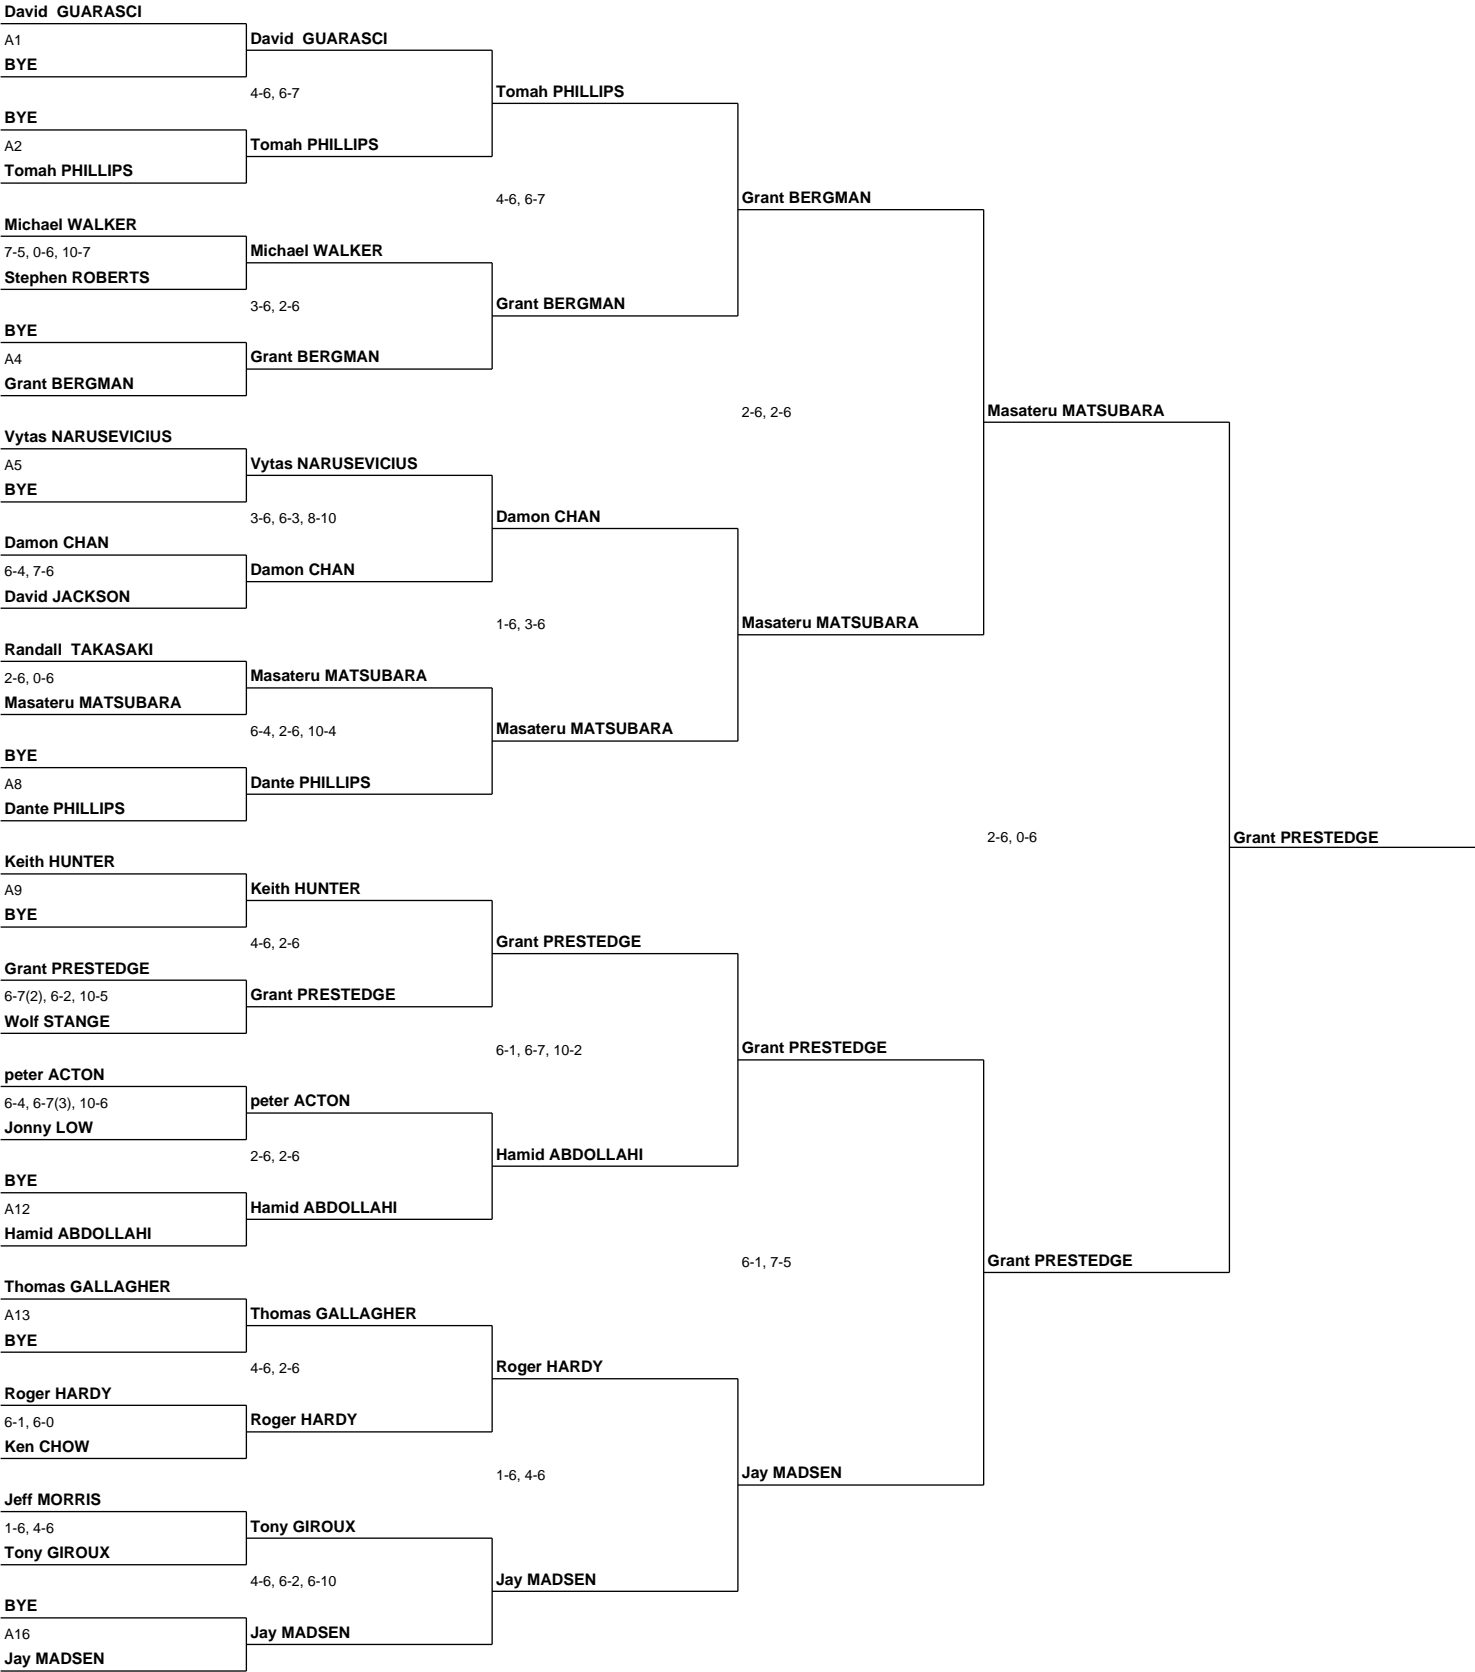 David  GUARASCI
A1
BYE
David  GUARASCI
4-6, 6-7
Tomah PHILLIPS
BYE
A2
Tomah PHILLIPS
Tomah PHILLIPS
4-6, 6-7
Grant BERGMAN
Michael WALKER
7-5, 0-6, 10-7
Stephen ROBERTS
Michael WALKER
3-6, 2-6
Grant BERGMAN
BYE
A4
Grant BERGMAN
Grant BERGMAN
2-6, 2-6
Masateru MATSUBARA
Vytas NARUSEVICIUS
A5
BYE
Vytas NARUSEVICIUS
3-6, 6-3, 8-10
Damon CHAN
Damon CHAN
6-4, 7-6
David JACKSON
Damon CHAN
1-6, 3-6
Masateru MATSUBARA
Randall  TAKASAKI
2-6, 0-6
Masateru MATSUBARA
Masateru MATSUBARA
6-4, 2-6, 10-4
Masateru MATSUBARA
BYE
A8
Dante PHILLIPS
Dante PHILLIPS
2-6, 0-6
Grant PRESTEDGE
Keith HUNTER
A9
BYE
Keith HUNTER
4-6, 2-6
Grant PRESTEDGE
Grant PRESTEDGE
6-7(2), 6-2, 10-5
Wolf STANGE
Grant PRESTEDGE
6-1, 6-7, 10-2
Grant PRESTEDGE
peter ACTON
6-4, 6-7(3), 10-6
Jonny LOW
peter ACTON
2-6, 2-6
Hamid ABDOLLAHI
BYE
A12
Hamid ABDOLLAHI
Hamid ABDOLLAHI
6-1, 7-5
Grant PRESTEDGE
Thomas GALLAGHER
A13
BYE
Thomas GALLAGHER
4-6, 2-6
Roger HARDY
Roger HARDY
6-1, 6-0
Ken CHOW
Roger HARDY
1-6, 4-6
Jay MADSEN
Jeff MORRIS
1-6, 4-6
Tony GIROUX
Tony GIROUX
4-6, 6-2, 6-10
Jay MADSEN
BYE
A16
Jay MADSEN
Jay MADSEN